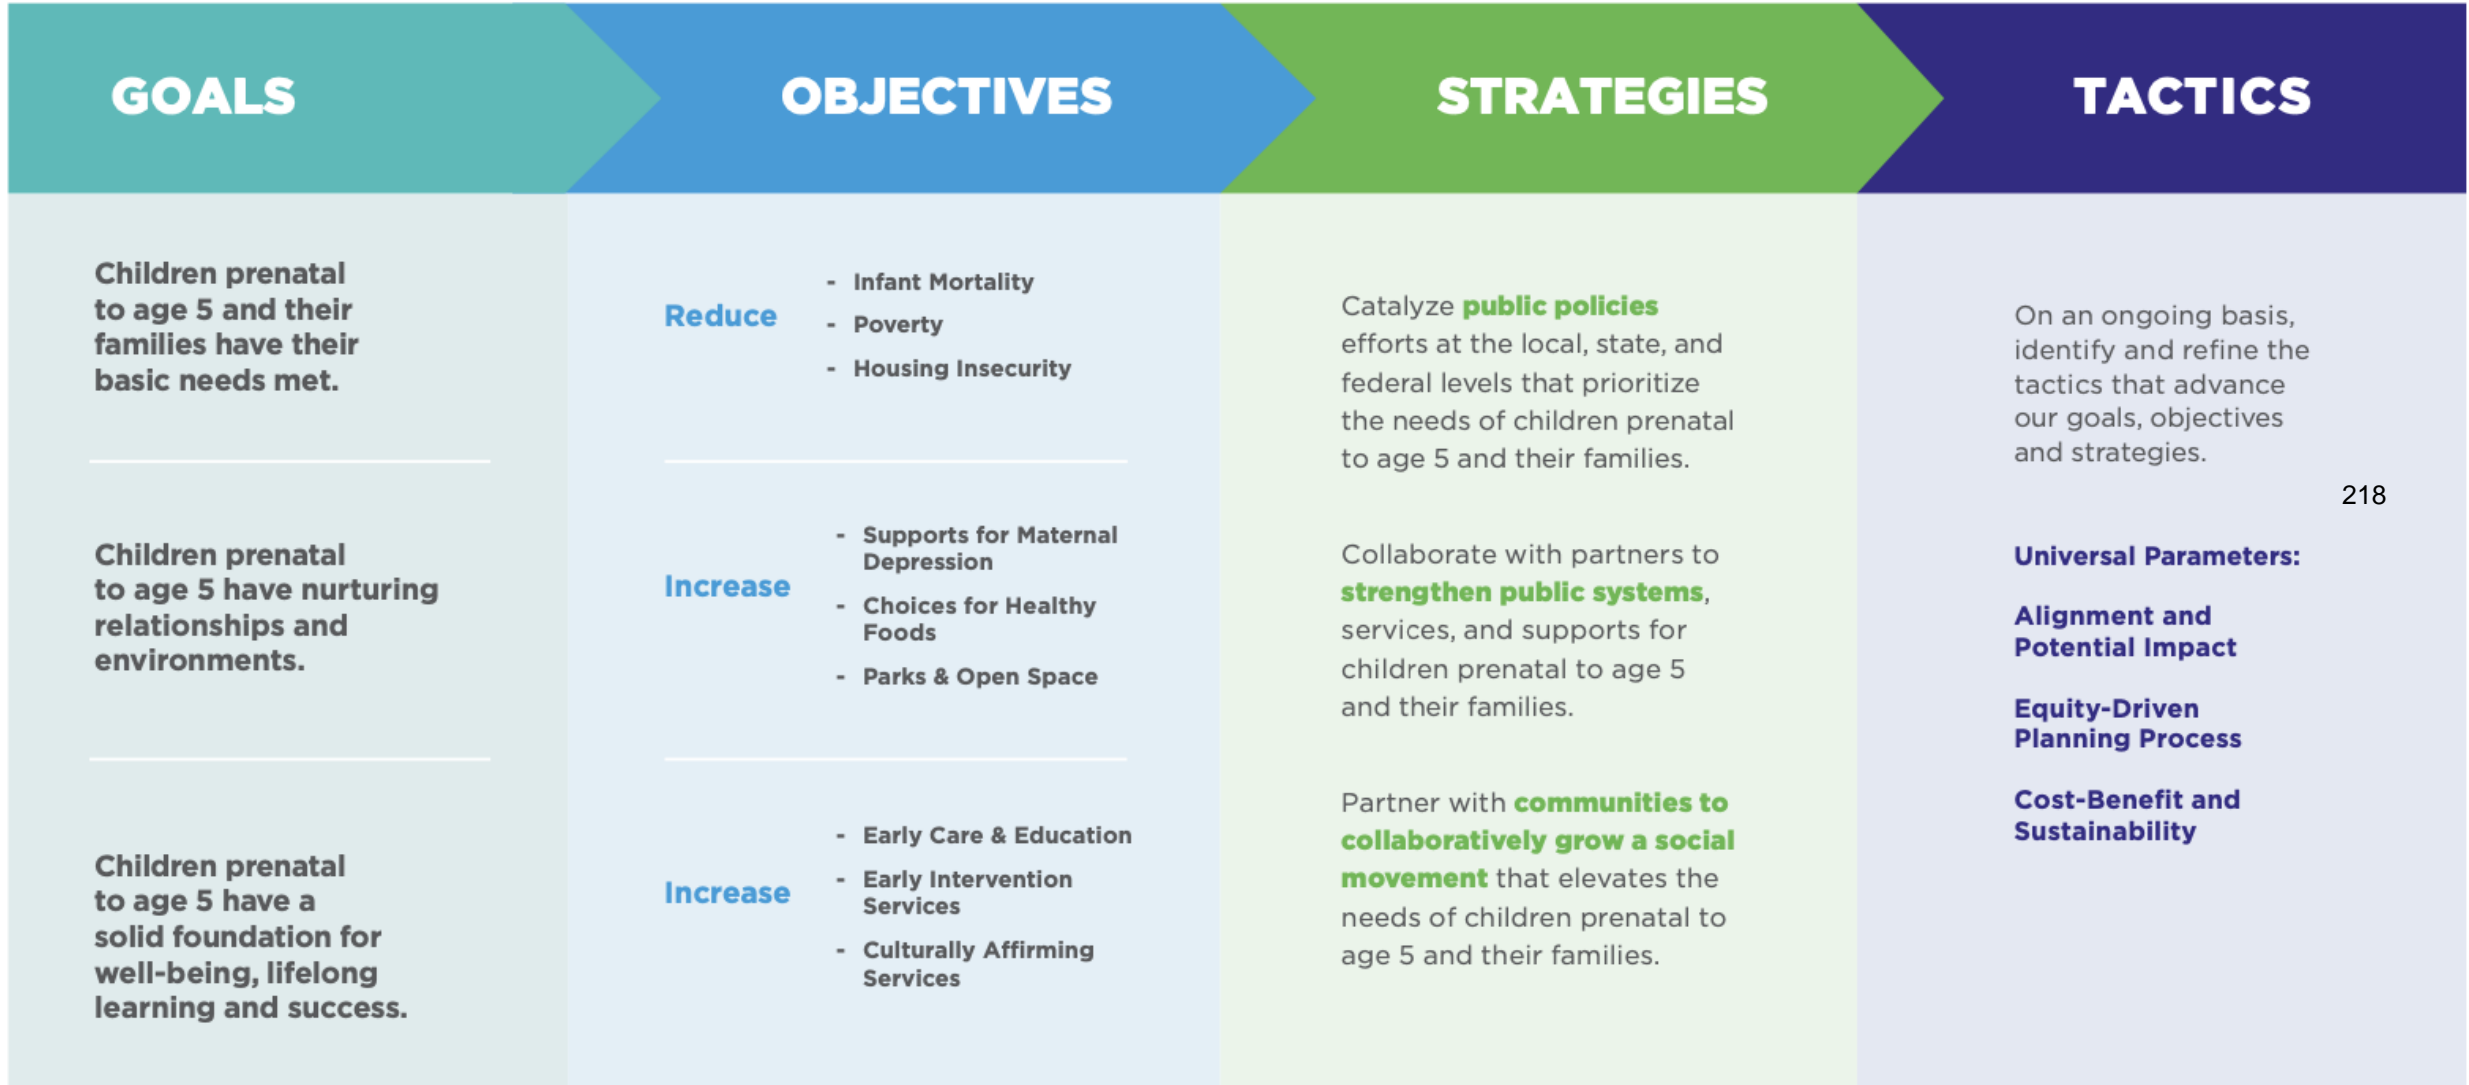 GOALS
OBJECTIVES
STRATEGIES
TACTICS
Children prenatal
to age 5 and their
families have their
basic needs met.
Children prenatal
to age 5 have nurturing
relationships and
environments.
Children prenatal
to age 5 have a
solid foundation for
well-being, lifelong
learning and success.
Reduce
- Infant Mortality
- Poverty
- Housing Insecurity
Increase
- Supports for Maternal
Depression
- Choices for Healthy
Foods
- Parks & Open Space
Increase
- Early Care & Education
- Early Intervention
Services
- Culturally Affirming
Services
Catalyze public policies
efforts at the local, state, and
federal levels that prioritize
the needs of children prenatal
to age 5 and their families.
Collaborate with partners to
strengthen public systems,
services, and supports for
children prenatal to age 5
and their families.
Partner with communities to
collaboratively grow a social
movement that elevates the
needs of children prenatal to
age 5 and their families.
On an ongoing basis,
identify and refine the
tactics that advance
our goals, objectives
and strategies.
218
Universal Parameters:
Alignment and
Potential Impact
Equity-Driven
Planning Process
Cost-Benefit and
Sustainability